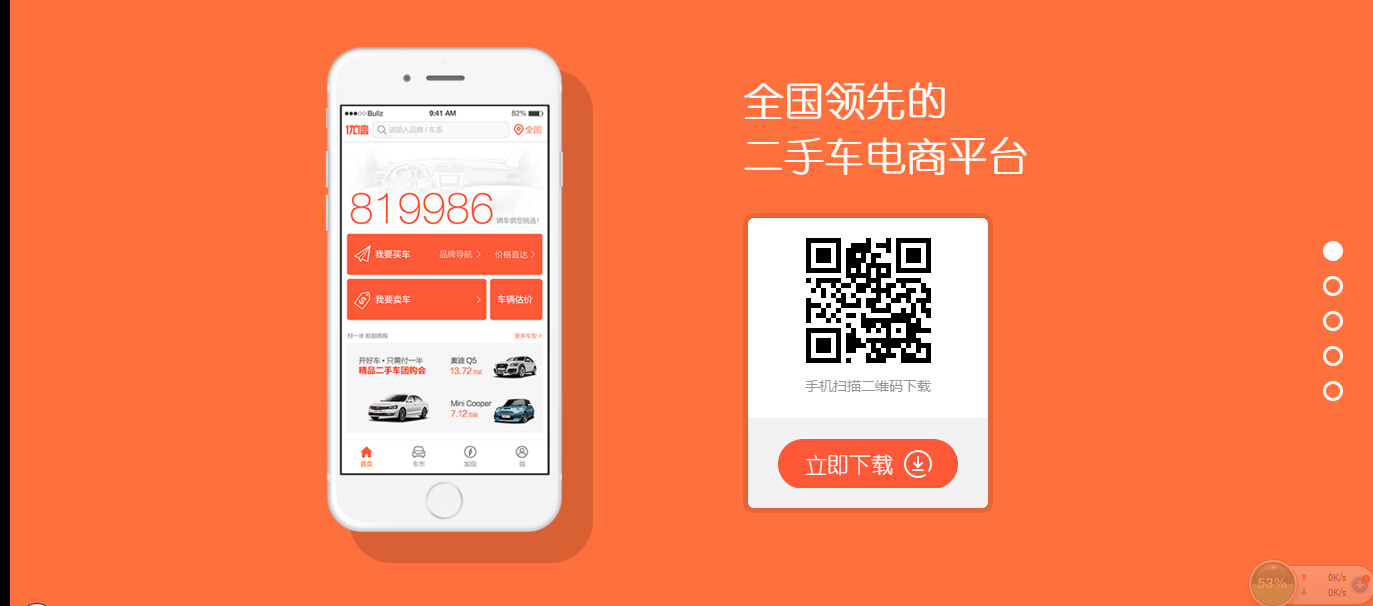 ●●●○○ Bullz 9:41 AM 82%
优信 请输入品牌 / 车系 全国
819986 辆车供您挑选!
我要买车 品牌导航 > 价格直达 >
我要卖车 > 车辆估价
付一半 即刻拥有 更多车型 >
开好车 • 只需付一半
精品二手车团购会
奥迪 Q5
13.72 万起
Mini Cooper
7.12 万起
首页 车市 发现 我
全国领先的
二手车电商平台
手机扫描二维码下载
立即下载
53%
0K/s
0K/s